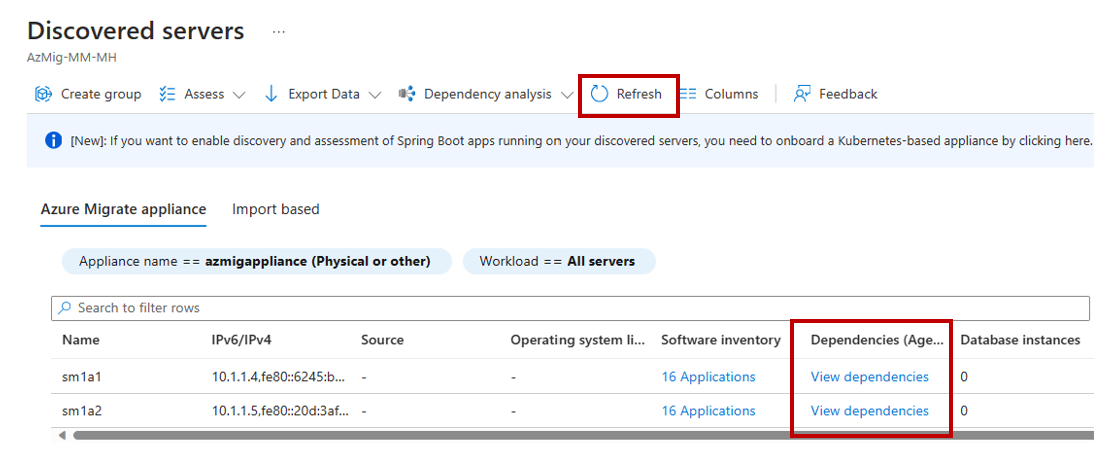 Discovered servers ...
AzMig-MM-MH
Create group Assess Export Data Dependency analysis Refresh Columns Feedback
[New]: If you want to enable discovery and assessment of Spring Boot apps running on your discovered servers, you need to onboard a Kubernetes-based appliance by clicking here.
Azure Migrate appliance Import based
Appliance name == azmigappliance (Physical or other) Workload == All servers
Search to filter rows
Name IPv6/IPv4 Source Operating system li... Software inventory Dependencies (Age... Database instances
sm1a1 10.1.1.4,fe80::6245:b... - - 16 Applications View dependencies 0
sm1a2 10.1.1.5,fe80::20d:3af... - - 16 Applications View dependencies 0